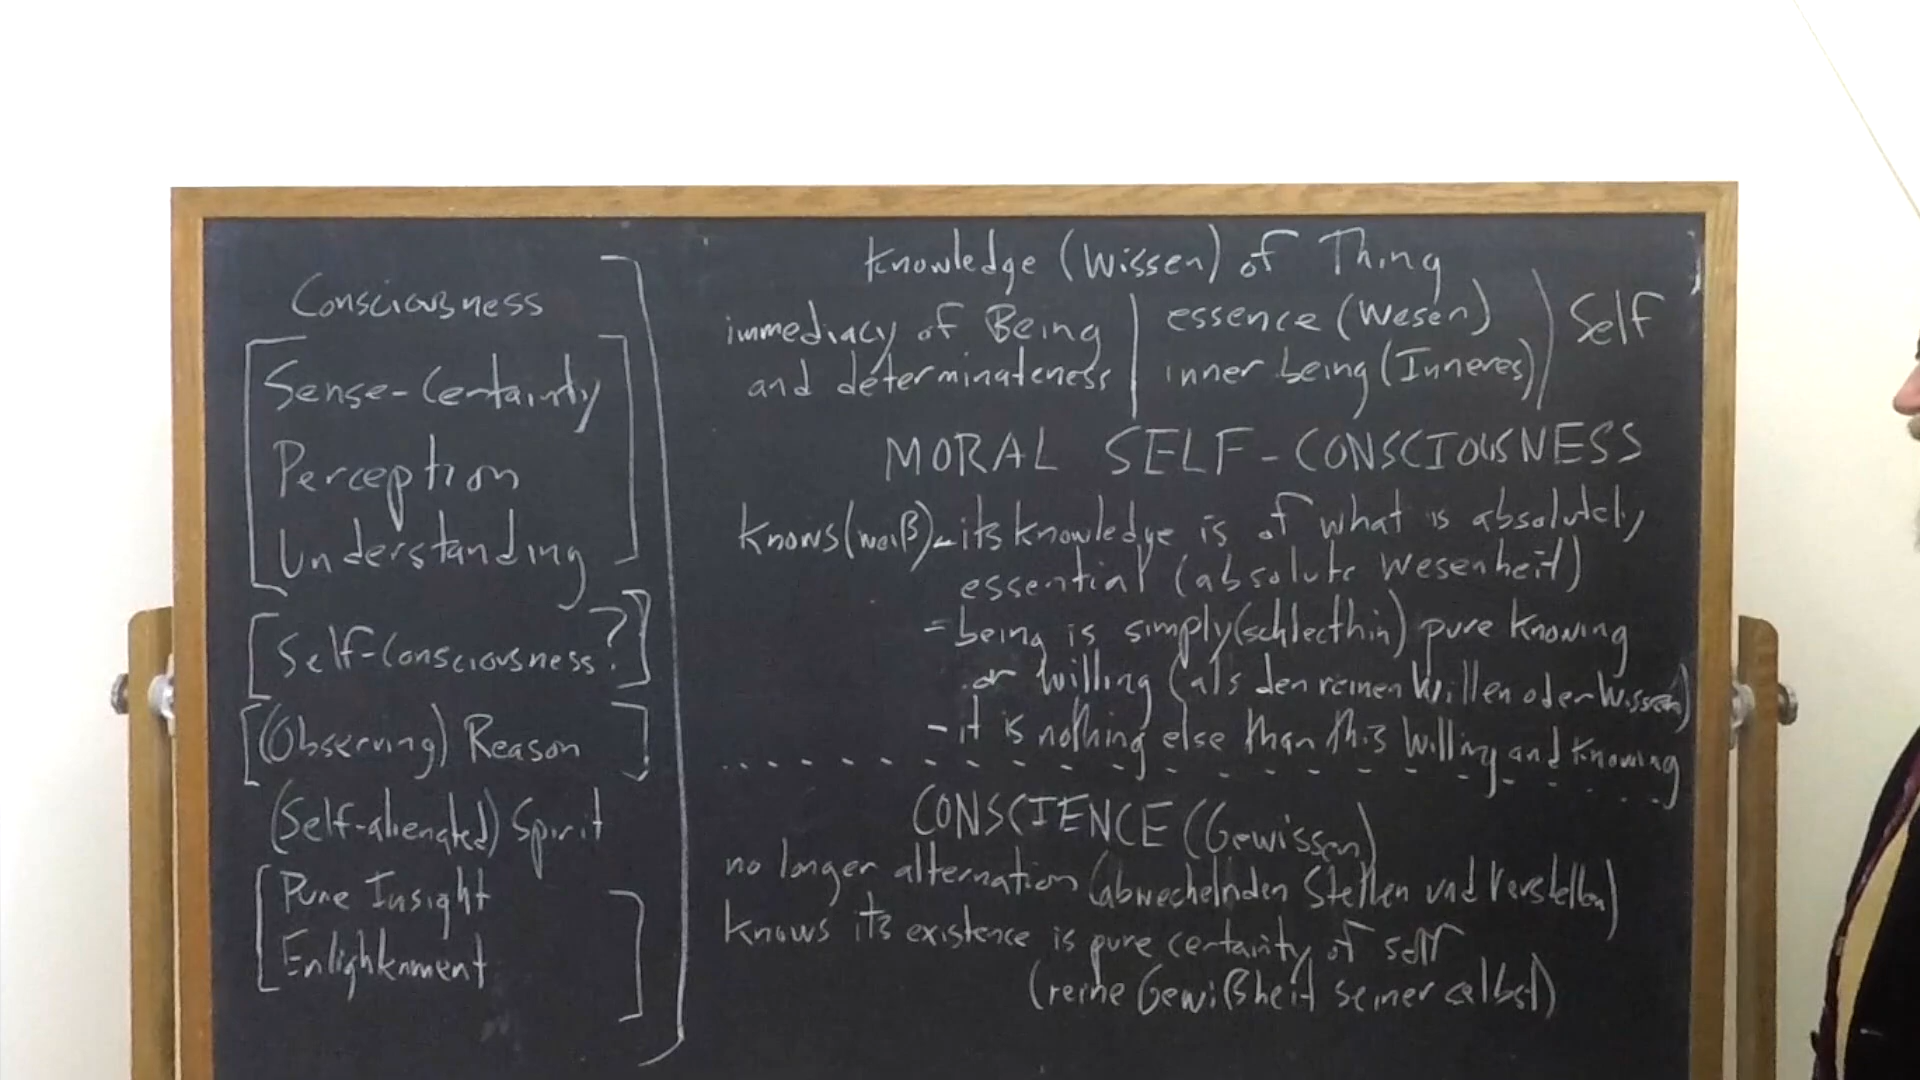 Consciousness
Sense-Certainty
Perception
Understanding
Self-Consciousness?
(Observing) Reason
(Self-alienated) Spirit
Pure Insight
Enlightenment
Knowledge (Wissen) of Thing
immediacy of Being
and determinateness
essence (Wesen)
inner being (Inneres)
Self
MORAL SELF-CONSCIOUSNESS
Knows (weiß) - its knowledge is of what is absolutely
essential (absolute Wesenheit)
= being is simply (schlecthin) pure knowing
or willing (als den reinen Willen oder Wissen)
- it is nothing else than this willing and knowing
CONSCIENCE (Gewissen)
no longer alternation (abwechelnden Stellen und Verstellen)
knows its existence is pure certainty of self
(reine Gewißheit seiner selbst)